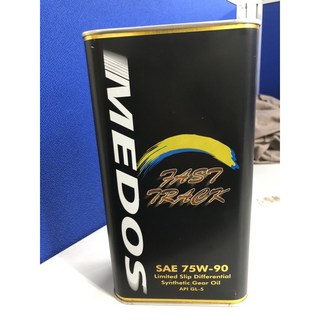 MEDOS
FAST
TRACK
SAE 75W-90
Limited Slip Differential
Synthetic Gear Oil
API GL-5